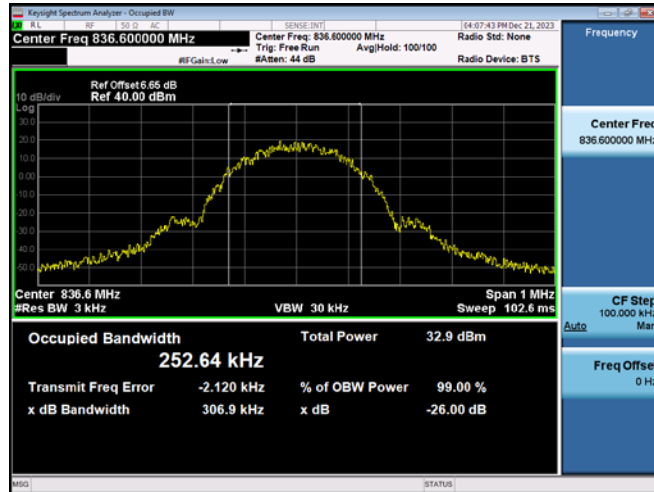 Keysight Spectrum Analyzer - Occupied BW
RL RF 50 Ω AC SENSE:INT 04:07:43 PM Dec 21, 2023
Center Freq 836.600000 MHz
Center Freq: 836.600000 MHz Radio Std: None
Trig: Free Run Avg|Hold: 100/100
#IFGain:Low #Atten: 44 dB Radio Device: BTS
Ref Offset 6.65 dB
10 dB/div Ref 40.00 dBm
Log
30.0
20.0
10.0
0.00
-10.0
-20.0
-30.0
-40.0
-50.0
Center 836.6 MHz Span 1 MHz
#Res BW 3 kHz VBW 30 kHz Sweep 102.6 ms
Occupied Bandwidth Total Power 32.9 dBm
252.64 kHz
Transmit Freq Error -2.120 kHz % of OBW Power 99.00 %
x dB Bandwidth 306.9 kHz x dB -26.00 dB
MSG STATUS
Frequency
Center Freq
836.600000 MHz
CF Step
100.000 kHz
Auto Man
Freq Offset
0 Hz